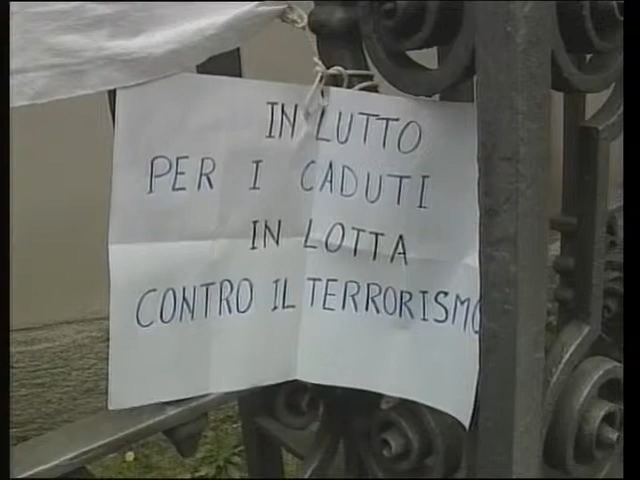 IN LUTTO
PER I CADUTI
IN LOTTA
CONTRO IL TERRORISMO